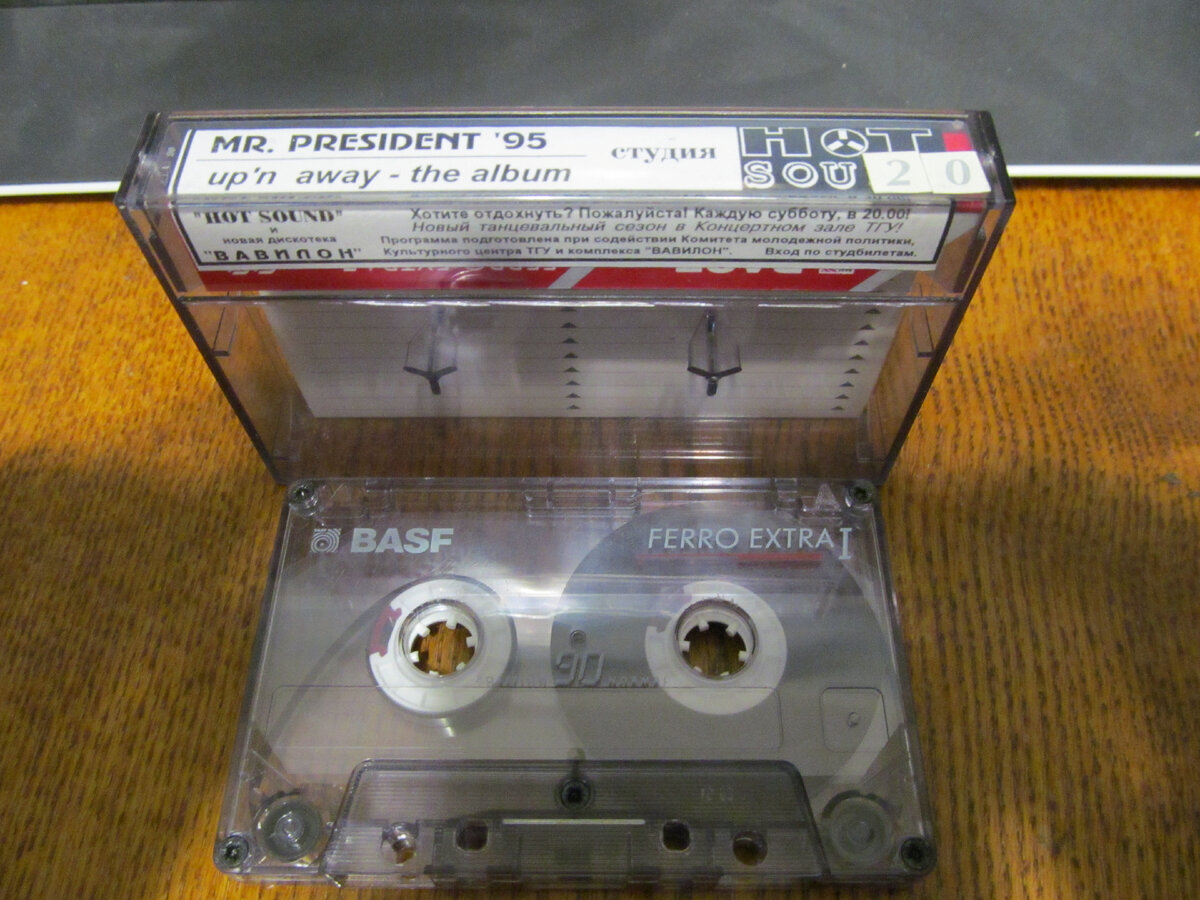 MR. PRESIDENT '95
up'n away - the album
студия
HOT
SOU
20
"HOT SOUND"
и
новая дискотека
"ВАВИЛОН"
Хотите отдохнуть? Пожалуйста! Каждую субботу, в 20.00!
Новый танцевальный сезон в Концертном зале ТГУ!
Программа подготовлена при содействии Комитета молодежной политики,
Культурного центра ТГУ и комплекса "ВАВИЛОН". Вход по студбилетам.
BASF
FERRO EXTRA I
90